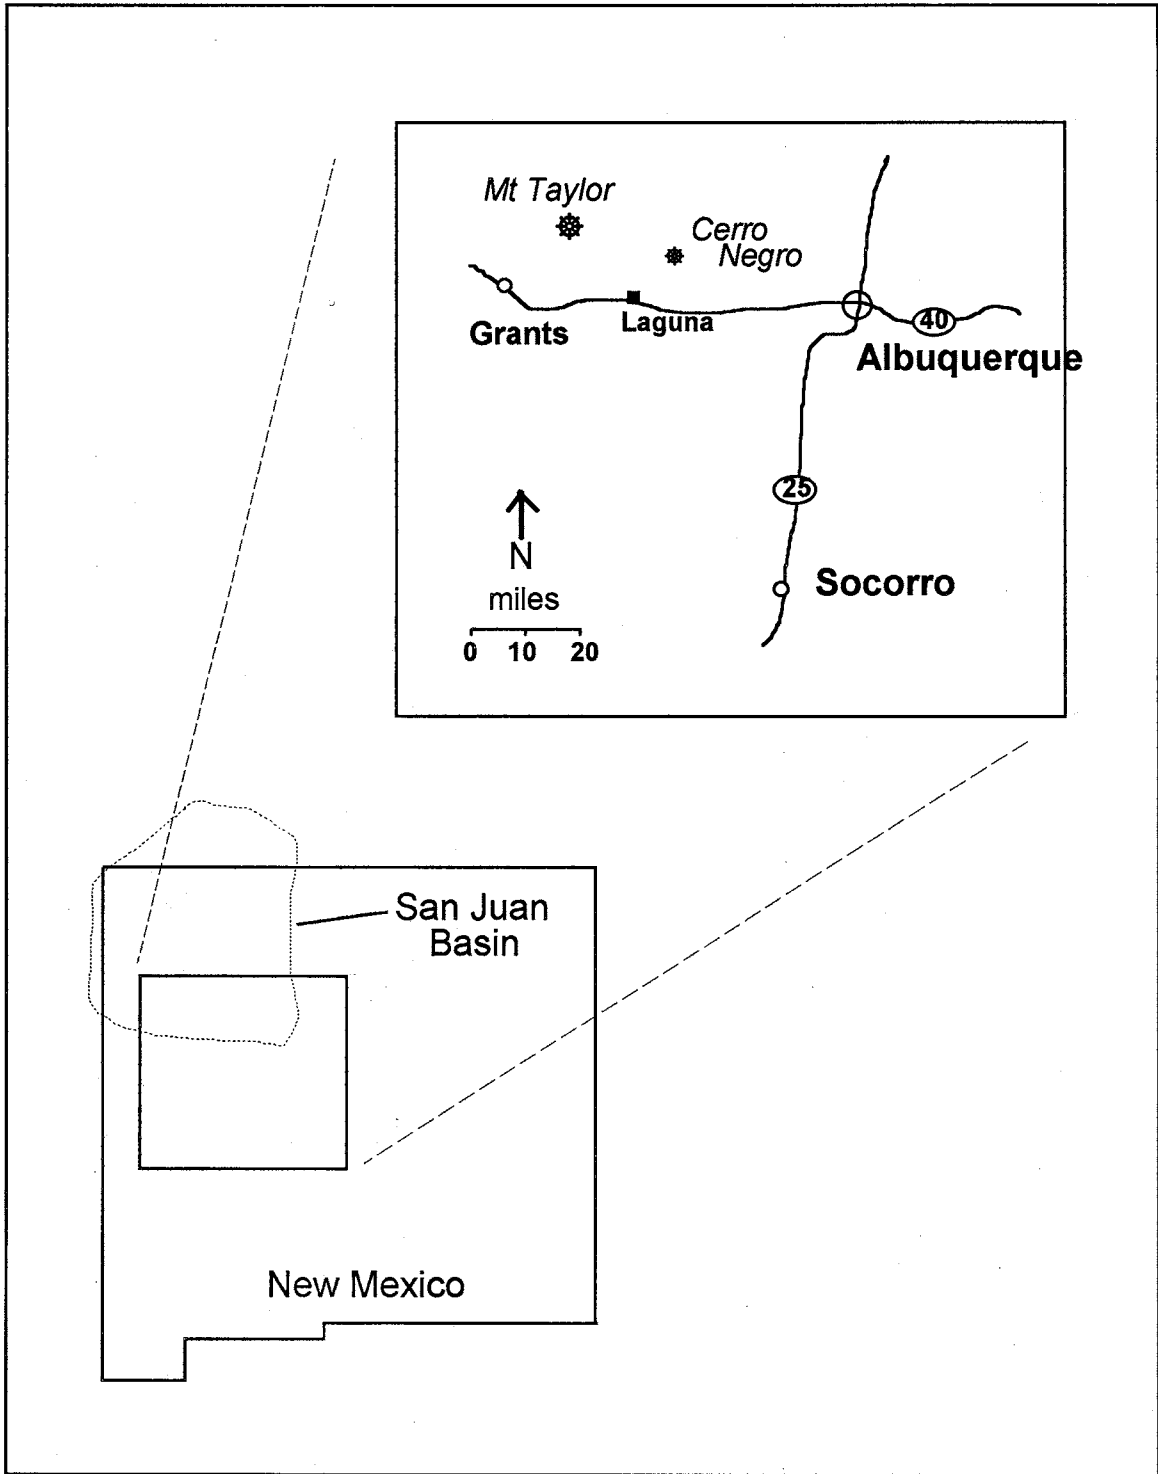 Mt Taylor
Cerro
Negro
Grants
Laguna
40
Albuquerque
25
N
Socorro
miles
0 10 20
San Juan
Basin
New Mexico